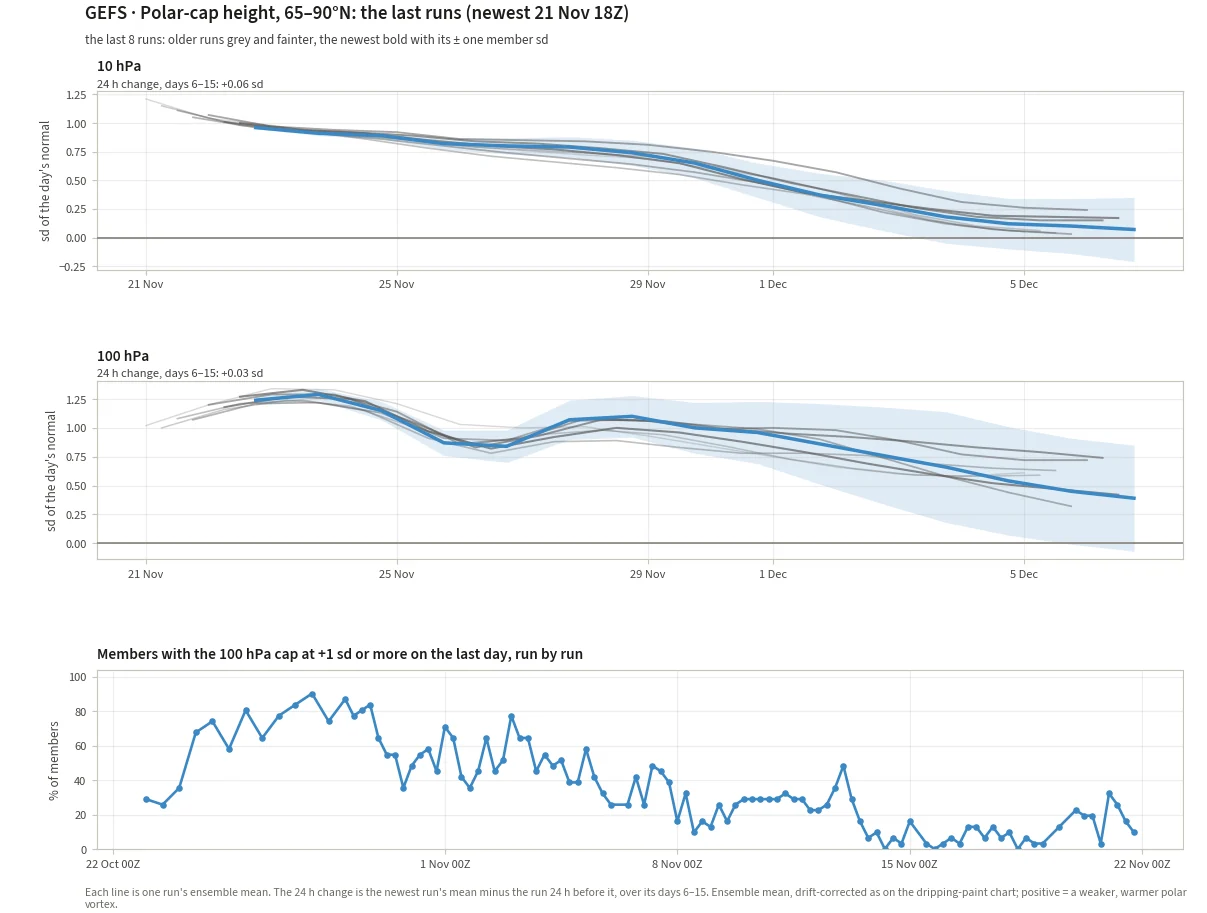 GEFS · Polar-cap height, 65–90°N: the last runs (newest 21 Nov 18Z)
the last 8 runs: older runs grey and fainter, the newest bold with its ± one member sd
10 hPa
24 h change, days 6–15: +0.06 sd
sd of the day's normal
1.25
1.00
0.75
0.50
0.25
0.00
−0.25
21 Nov
25 Nov
29 Nov
1 Dec
5 Dec
100 hPa
24 h change, days 6–15: +0.03 sd
sd of the day's normal
1.25
1.00
0.75
0.50
0.25
0.00
21 Nov
25 Nov
29 Nov
1 Dec
5 Dec
Members with the 100 hPa cap at +1 sd or more on the last day, run by run
% of members
100
80
60
40
20
0
22 Oct 00Z
1 Nov 00Z
8 Nov 00Z
15 Nov 00Z
22 Nov 00Z
Each line is one run's ensemble mean. The 24 h change is the newest run's mean minus the run 24 h before it, over its days 6–15. Ensemble mean, drift-corrected as on the dripping-paint chart; positive = a weaker, warmer polar
vortex.